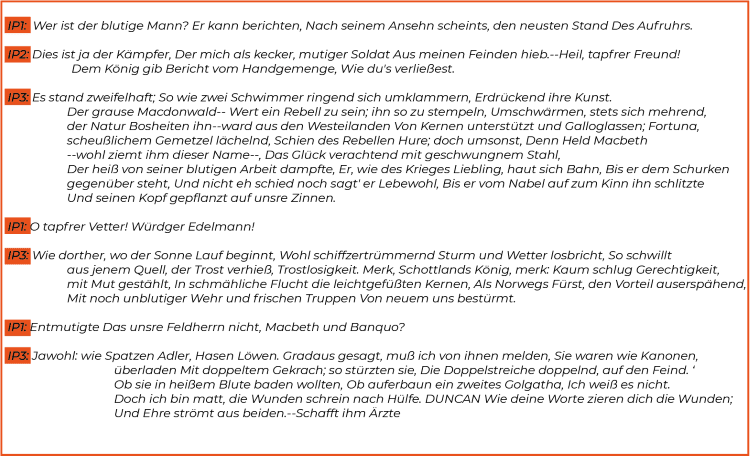 IP1: Wer ist der blutige Mann? Er kann berichten, Nach seinem Ansehn scheints, den neusten Stand Des Aufruhrs.
IP2: Dies ist ja der Kämpfer, Der mich als kecker, mutiger Soldat Aus meinen Feinden hieb.--Heil, tapfrer Freund!
Dem König gib Bericht vom Handgemenge, Wie du's verließest.
IP3: Es stand zweifelhaft; So wie zwei Schwimmer ringend sich umklammern, Erdrückend ihre Kunst.
Der grause Macdonwald-- Wert ein Rebell zu sein; ihn so zu stempeln, Umschwärmen, stets sich mehrend,
der Natur Bosheiten ihn--ward aus den Westeilanden Von Kernen unterstützt und Galloglassen; Fortuna,
scheußlichem Gemetzel lächelnd, Schien des Rebellen Hure; doch umsonst, Denn Held Macbeth
--wohl ziemt ihm dieser Name--, Das Glück verachtend mit geschwungnem Stahl,
Der heiß von seiner blutigen Arbeit dampfte, Er, wie des Krieges Liebling, haut sich Bahn, Bis er dem Schurken
gegenüber steht, Und nicht eh schied noch sagt' er Lebewohl, Bis er vom Nabel auf zum Kinn ihn schlitzte
Und seinen Kopf gepflanzt auf unsre Zinnen.
IP1: O tapfrer Vetter! Würdger Edelmann!
IP3: Wie dorther, wo der Sonne Lauf beginnt, Wohl schiffzertrümmernd Sturm und Wetter losbricht, So schwillt
aus jenem Quell, der Trost verhieß, Trostlosigkeit. Merk, Schottlands König, merk: Kaum schlug Gerechtigkeit,
mit Mut gestählt, In schmähliche Flucht die leichtgefüßten Kernen, Als Norwegs Fürst, den Vorteil auserspähend,
Mit noch unblutiger Wehr und frischen Truppen Von neuem uns bestürmt.
IP1: Entmutigte Das unsre Feldherrn nicht, Macbeth und Banquo?
IP3: Jawohl: wie Spatzen Adler, Hasen Löwen. Gradaus gesagt, muß ich von ihnen melden, Sie waren wie Kanonen,
überladen Mit doppeltem Gekrach; so stürzten sie, Die Doppelstreiche doppelnd, auf den Feind. ‘
Ob sie in heißem Blute baden wollten, Ob auferbaun ein zweites Golgatha, Ich weiß es nicht.
Doch ich bin matt, die Wunden schrein nach Hülfe. DUNCAN Wie deine Worte zieren dich die Wunden;
Und Ehre strömt aus beiden.--Schafft ihm Ärzte